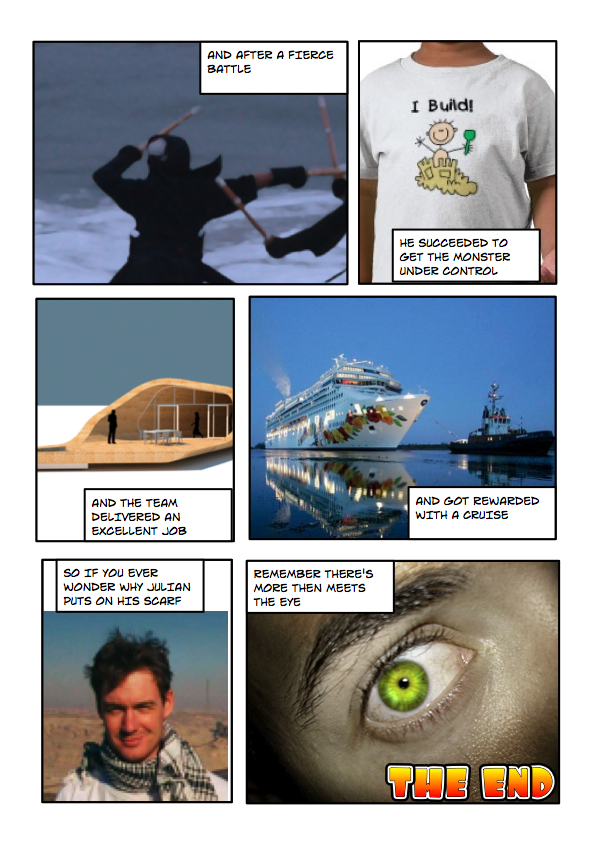 AND AFTER A FIERCE
BATTLE
I Build!
HE SUCCEEDED TO
GET THE MONSTER
UNDER CONTROL
AND THE TEAM
DELIVERED AN
EXCELLENT JOB
AND GOT REWARDED
WITH A CRUISE
SO IF YOU EVER
WONDER WHY JULIAN
PUTS ON HIS SCARF
REMEMBER THERE'S
MORE THEN MEETS
THE EYE
THE END